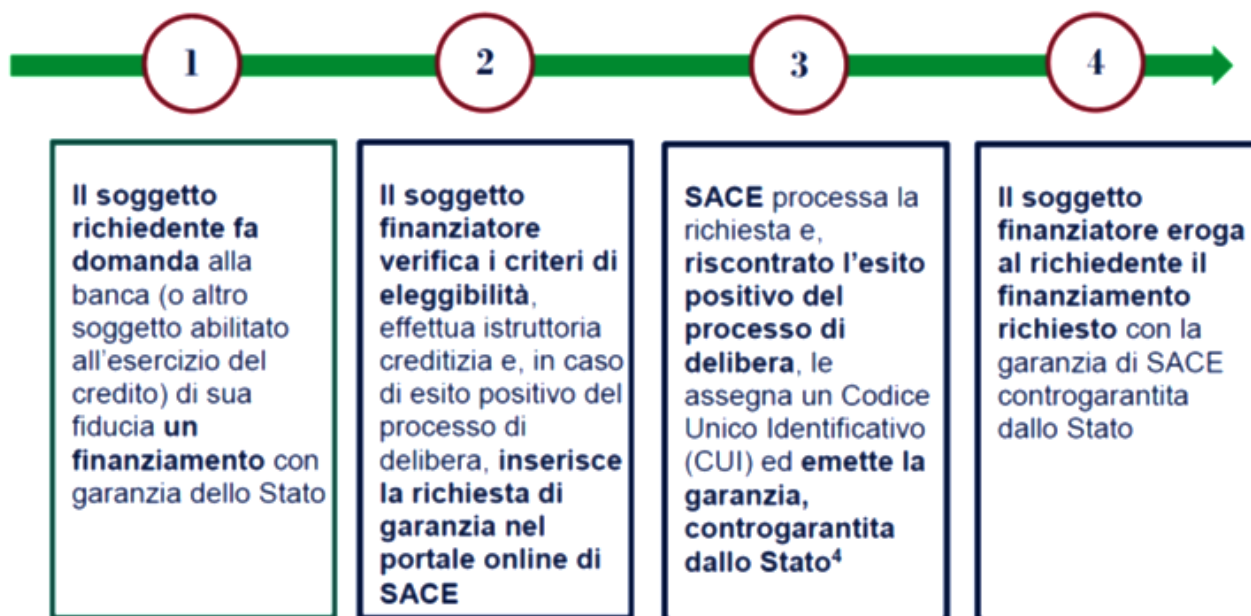 1
2
3
4
Il soggetto
richiedente fa
domanda alla
banca (o altro
soggetto abilitato
all'esercizio del
credito) di sua
fiducia un
finanziamento con
garanzia dello Stato
Il soggetto
finanziatore
verifica i criteri di
eleggibilità,
effettua istruttoria
creditizia e, in caso
di esito positivo del
processo di
delibera, inserisce
la richiesta di
garanzia nel
portale online di
SACE
SACE processa la
richiesta e,
riscontrato l'esito
positivo del
processo di
delibera, le
assegna un Codice
Unico Identificativo
(CUI) ed emette la
garanzia,
controgarantita
dallo Stato⁴
Il soggetto
finanziatore eroga
al richiedente il
finanziamento
richiesto con la
garanzia di SACE
controgarantita
dallo Stato